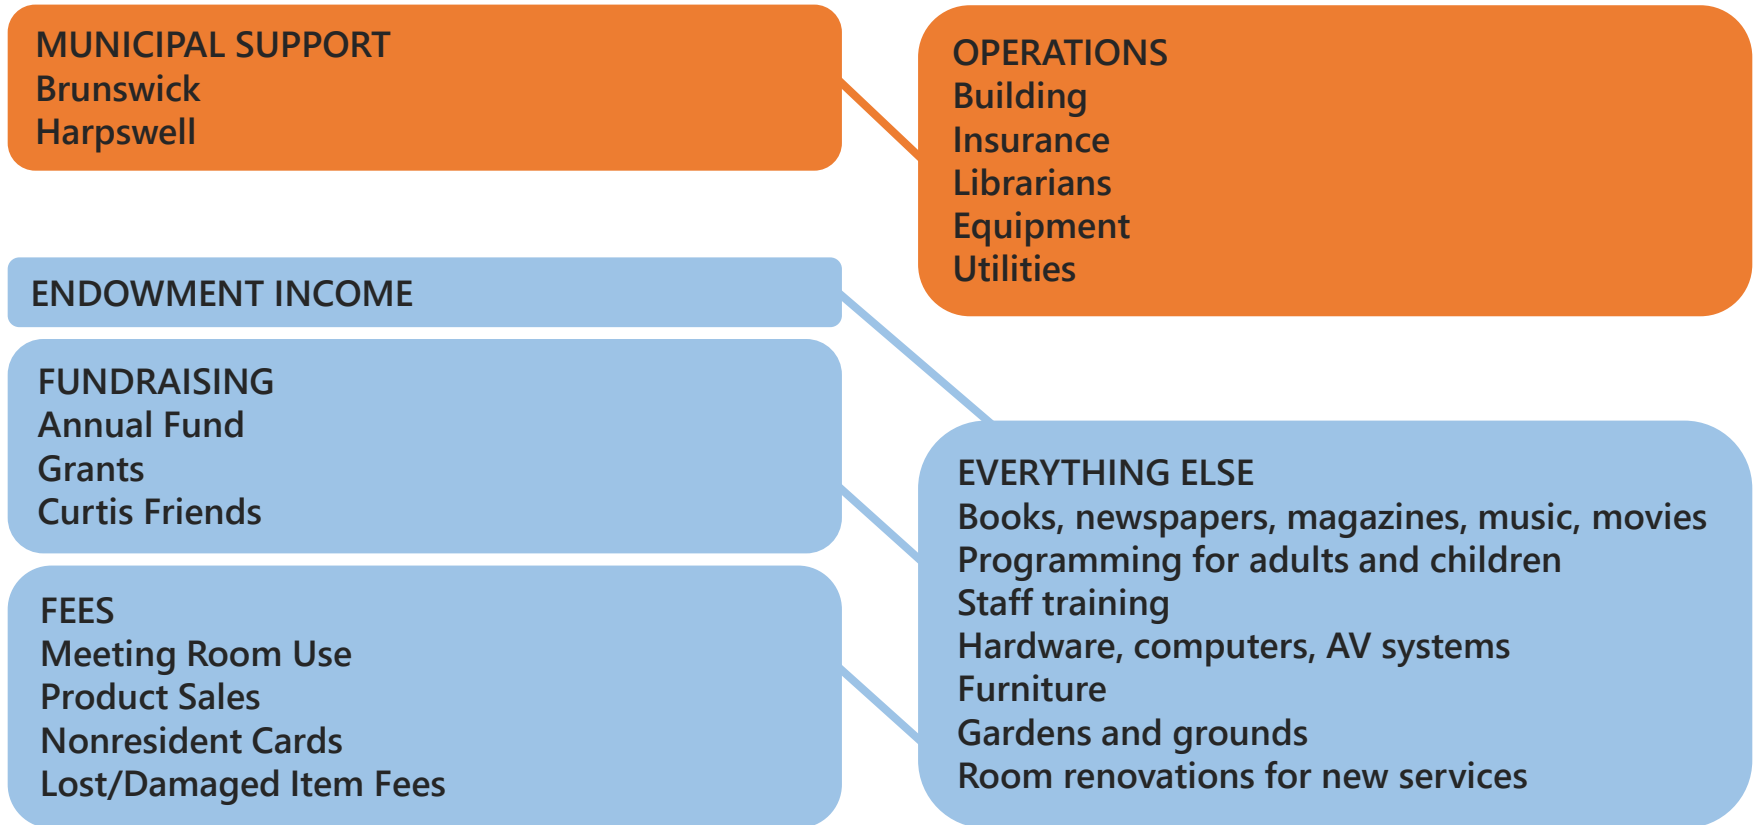 MUNICIPAL SUPPORT
Brunswick
Harpswell
OPERATIONS
Building
Insurance
Librarians
Equipment
Utilities
ENDOWMENT INCOME
FUNDRAISING
Annual Fund
Grants
Curtis Friends
FEES
Meeting Room Use
Product Sales
Nonresident Cards
Lost/Damaged Item Fees
EVERYTHING ELSE
Books, newspapers, magazines, music, movies
Programming for adults and children
Staff training
Hardware, computers, AV systems
Furniture
Gardens and grounds
Room renovations for new services